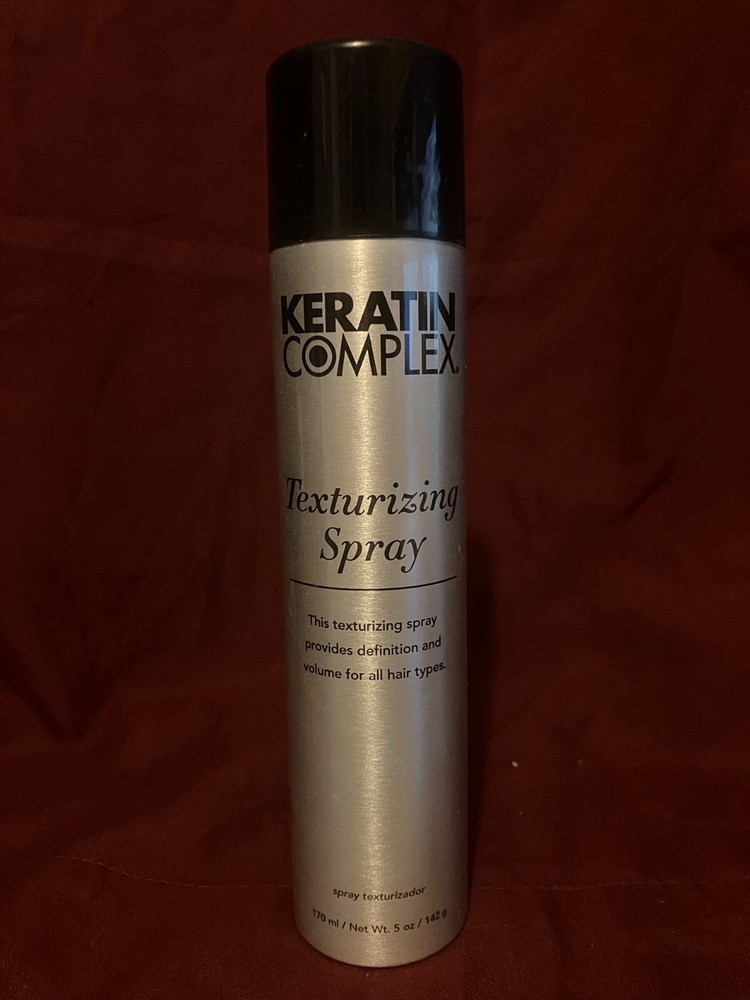 KERATIN
COMPLEX®
Texturizing
Spray
This texturizing spray
provides definition and
volume for all hair types.
spray texturizador
170 ml / Net Wt. 5 oz / 142 g